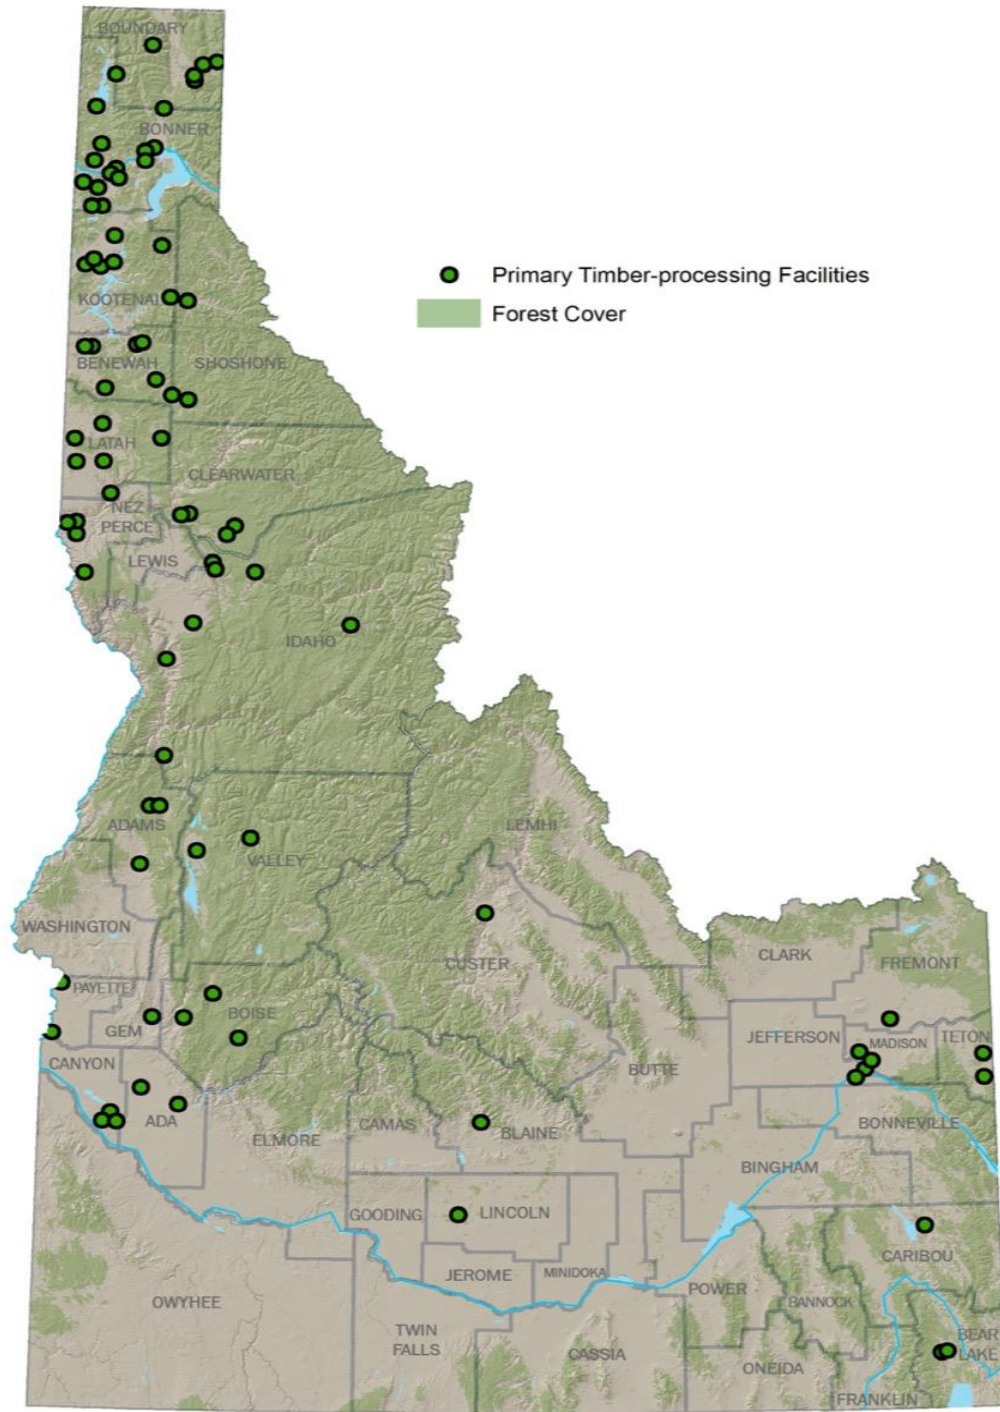 BOUNDARY
BONNER
Primary Timber-processing Facilities
Forest Cover
KOOTENAI
BENEWAH
SHOSHONE
LATAH
CLEARWATER
NEZ
PERCE
LEWIS
IDAHO
ADAMS
LEMHI
VALLEY
WASHINGTON
CUSTER
CLARK
FREMONT
PAYETTE
GEM
BOISE
JEFFERSON
MADISON
TETON
CANYON
BUTTE
ADA
ELMORE
CAMAS
BLAINE
BONNEVILLE
BINGHAM
GOODING
LINCOLN
CARIBOU
JEROME
MINIDOKA
POWER
BANNOCK
OWYHEE
TWIN
FALLS
CASSIA
ONEIDA
BEAR
LAKE
FRANKLIN